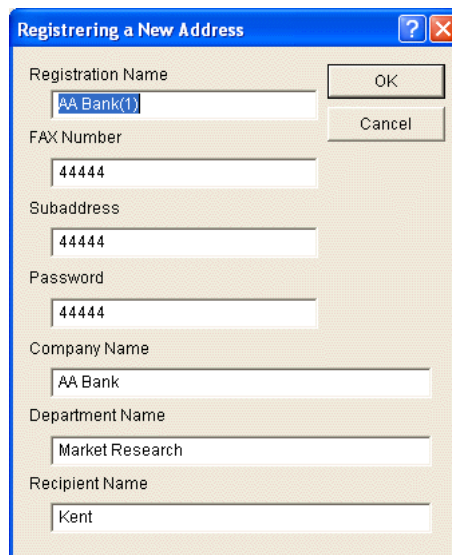 Registrering a New Address
Registration Name
OK
AA Bank(1)
Cancel
FAX Number
44444
Subaddress
44444
Password
44444
Company Name
AA Bank
Department Name
Market Research
Recipient Name
Kent